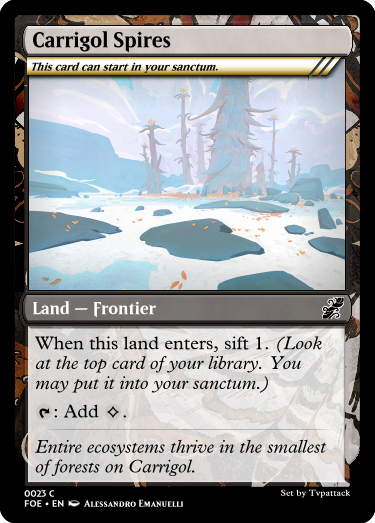 Carrigol Spires
This card can start in your sanctum.
Land — Frontier
When this land enters, sift 1. (Look
at the top card of your library. You
may put it into your sanctum.)
: Add .
Entire ecosystems thrive in the smallest
of forests on Carrigol.
0023 C
FOE • EN Alessandro Emanuelli
Set by Tvpattack